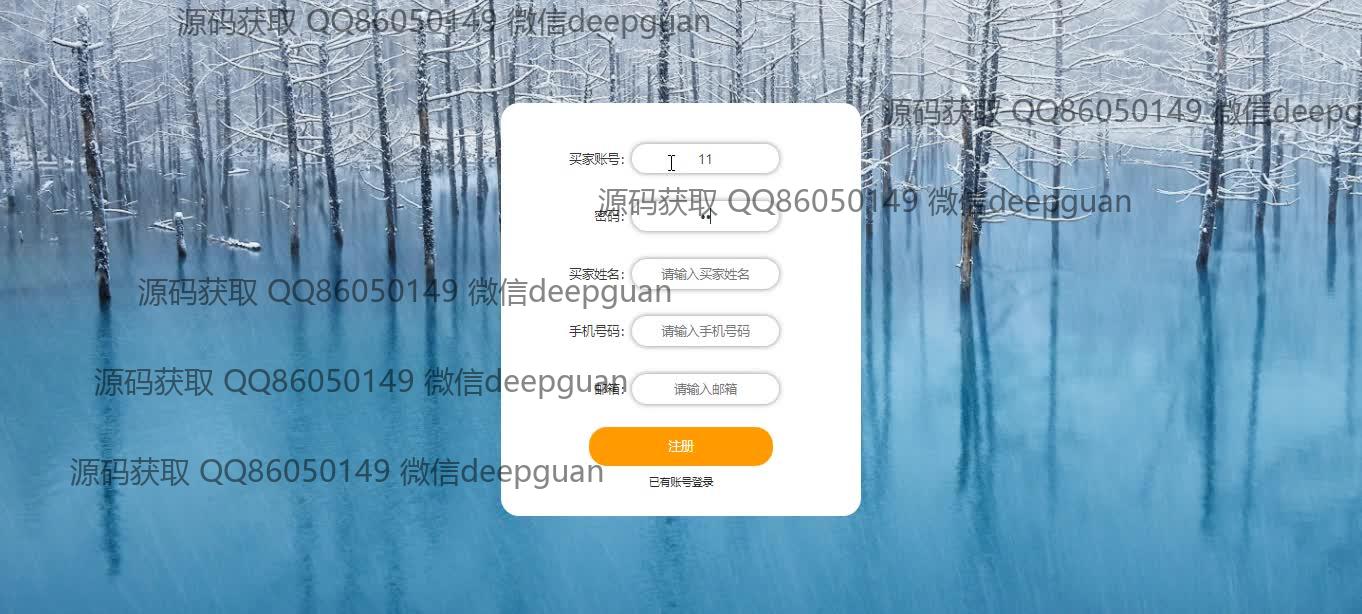 源码获取 QQ86050149 微信deepguan
源码获取 QQ86050149 微信deepg
买家账号： 11
源码获取 QQ86050149 微信deepguan
密码： ••
买家姓名： 请输入买家姓名
源码获取 QQ86050149 微信deepguan
手机号码： 请输入手机号码
源码获取 QQ86050149 微信deepguan
邮箱： 请输入邮箱
注册
源码获取 QQ86050149 微信deepguan
已有账号登录